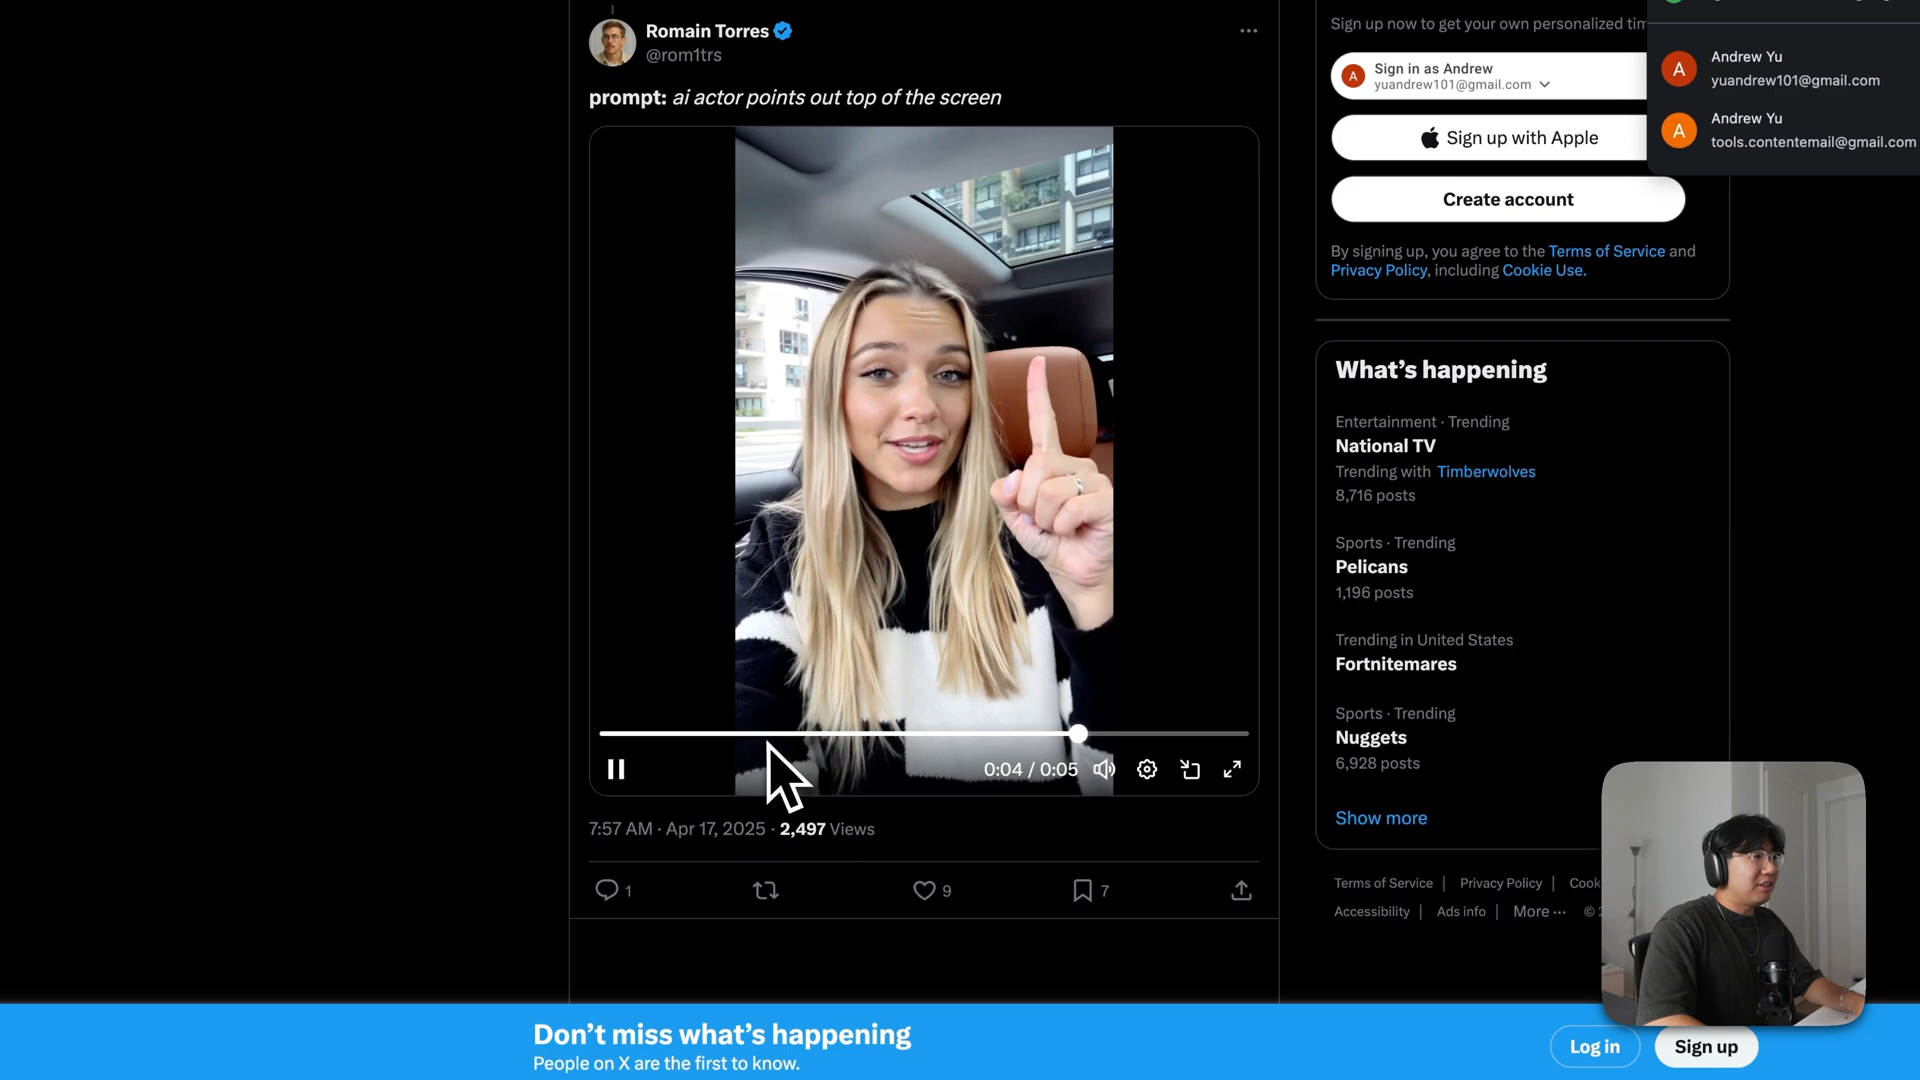 Romain Torres
@rom1trs
prompt: ai actor points out top of the screen
0:04 / 0:05
7:57 AM · Apr 17, 2025 · 2,497 Views
1
9
7
Sign up now to get your own personalized
A
Sign in as Andrew
yuandrew101@gmail.com
Sign up with Apple
Create account
By signing up, you agree to the Terms of Service and
Privacy Policy, including Cookie Use.
A
Andrew Yu
yuandrew101@gmail.com
A
Andrew Yu
tools.contentemail@gmail.com
What's happening
Entertainment · Trending
National TV
Trending with Timberwolves
8,716 posts
Sports · Trending
Pelicans
1,196 posts
Trending in United States
Fortnitemares
Sports · Trending
Nuggets
6,928 posts
Show more
Terms of Service | Privacy Policy |
Accessibility | Ads info | More ··· ©
Don't miss what's happening
People on X are the first to know.
Log in
Sign up